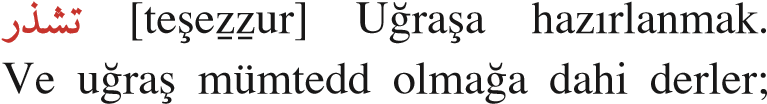 تشذر [teşeẕẕur] Uğraşa hazırlanmak.
Ve uğraş mümtedd olmağa dahi derler;